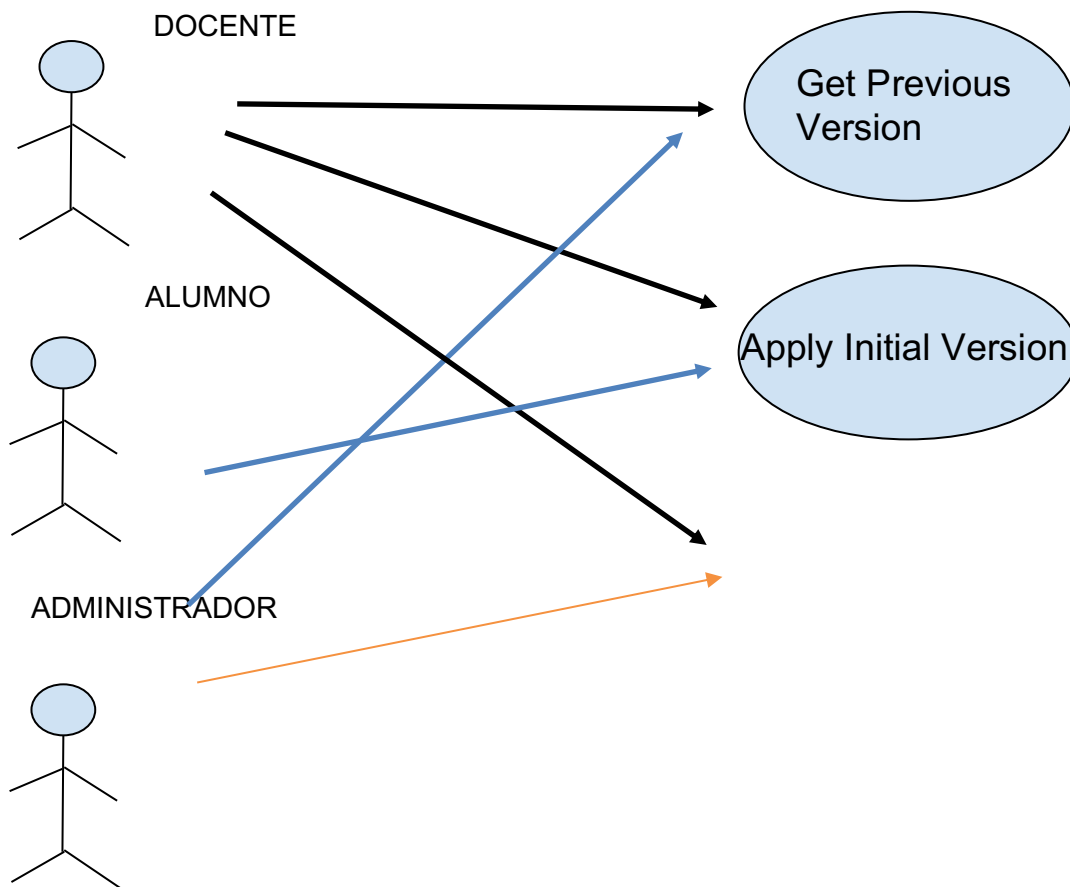 DOCENTE
Get Previous
Version
ALUMNO
Apply Initial Version
ADMINISTRADOR